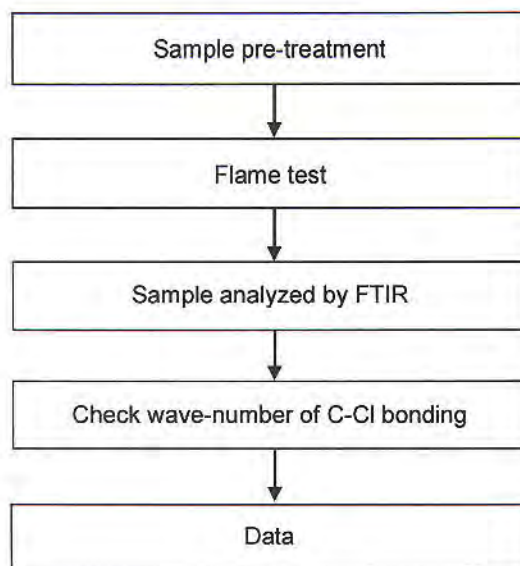 Sample pre-treatment
Flame test
Sample analyzed by FTIR
Check wave-number of C-Cl bonding
Data